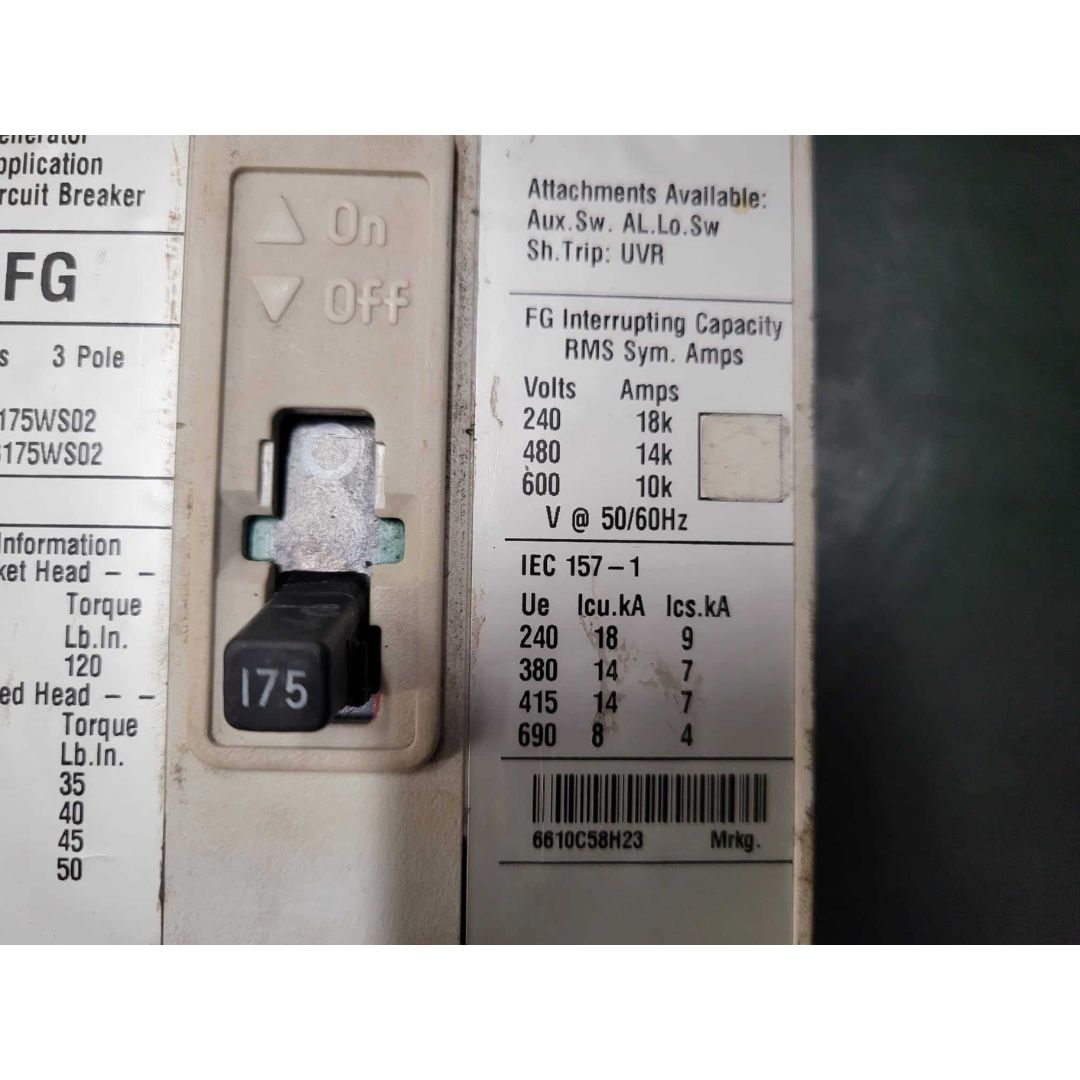 Application
Circuit Breaker
FG
3 Pole
175WS02
175WS02
Information
ket Head – –
Torque
Lb.In.
120
ed Head – –
Torque
Lb.In.
35
40
45
50
On
Off
175
Attachments Available:
Aux.Sw. AL.Lo.Sw
Sh.Trip: UVR
FG Interrupting Capacity
RMS Sym. Amps
Volts Amps
240 18k
480 14k
600 10k
V @ 50/60Hz
IEC 157–1
Ue Icu.kA Ics.kA
240 18 9
380 14 7
415 14 7
690 8 4
6610C58H23 Mrkg.